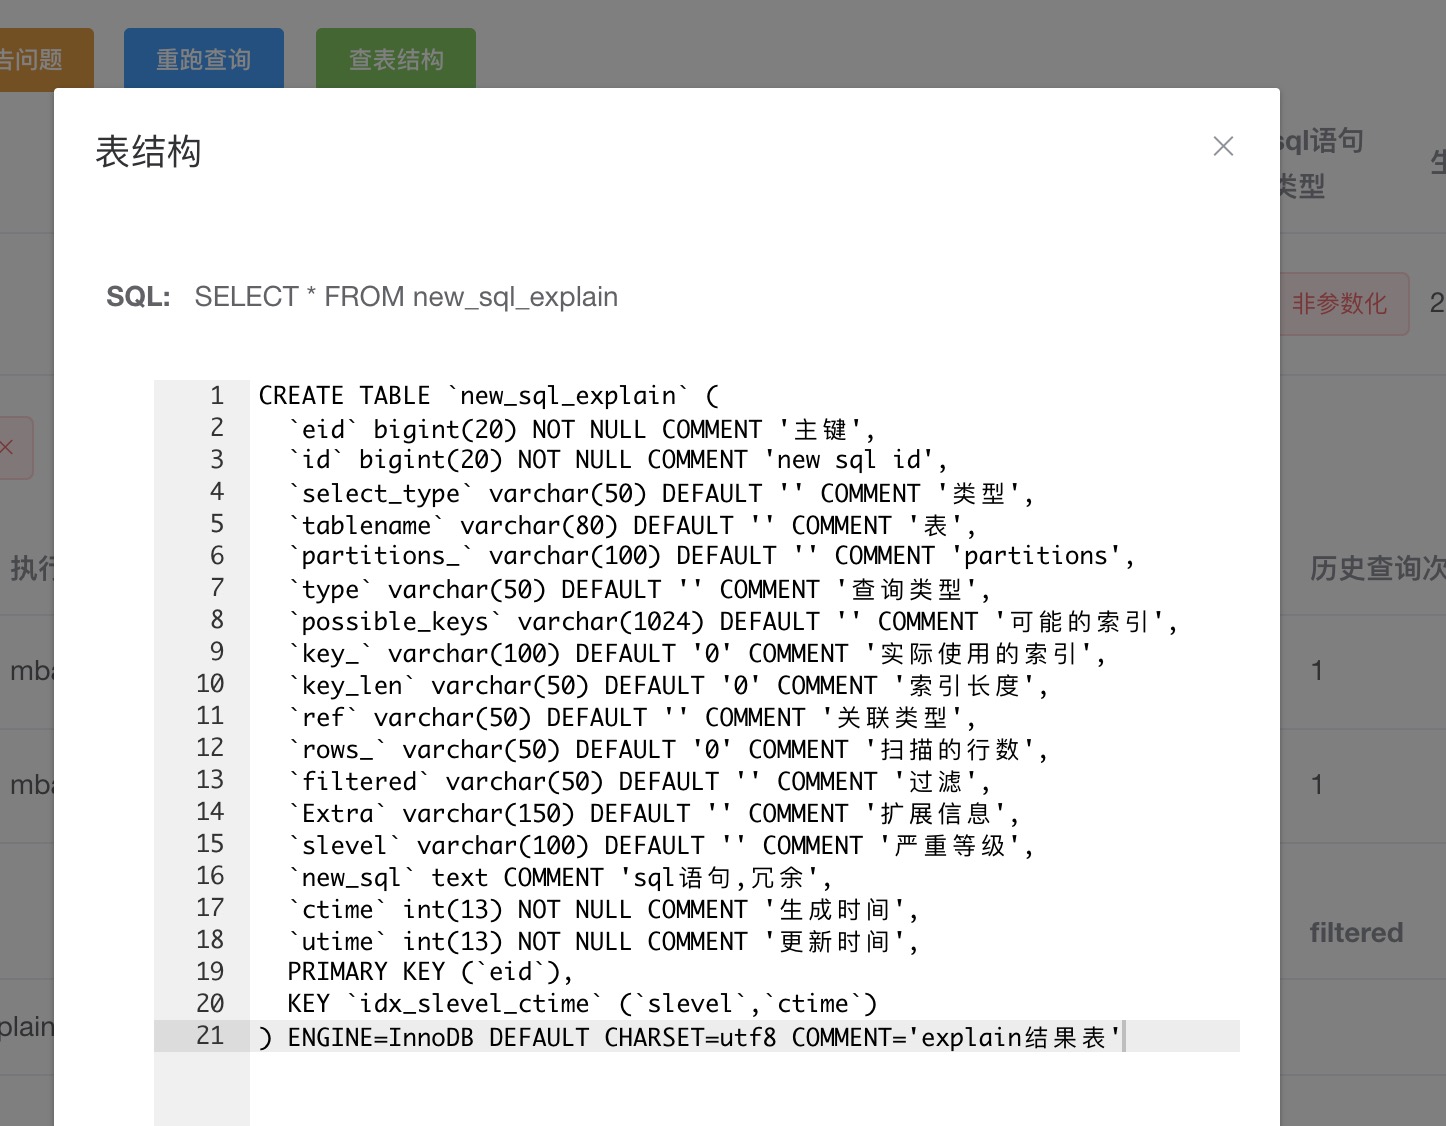 告问题 重跑查询 查表结构
表结构
sql语句
类型
SQL: SELECT * FROM new_sql_explain
非参数化 2
1 CREATE TABLE `new_sql_explain` (
2 `eid` bigint(20) NOT NULL COMMENT '主键',
3 `id` bigint(20) NOT NULL COMMENT 'new sql id',
4 `select_type` varchar(50) DEFAULT '' COMMENT '类型',
5 `tablename` varchar(80) DEFAULT '' COMMENT '表',
6 `partitions_` varchar(100) DEFAULT '' COMMENT 'partitions',
7 `type` varchar(50) DEFAULT '' COMMENT '查询类型',
8 `possible_keys` varchar(1024) DEFAULT '' COMMENT '可能的索引',
9 `key_` varchar(100) DEFAULT '0' COMMENT '实际使用的索引',
10 `key_len` varchar(50) DEFAULT '0' COMMENT '索引长度',
11 `ref` varchar(50) DEFAULT '' COMMENT '关联类型',
12 `rows_` varchar(50) DEFAULT '0' COMMENT '扫描的行数',
13 `filtered` varchar(50) DEFAULT '' COMMENT '过滤',
14 `Extra` varchar(150) DEFAULT '' COMMENT '扩展信息',
15 `slevel` varchar(100) DEFAULT '' COMMENT '严重等级',
16 `new_sql` text COMMENT 'sql语句,冗余',
17 `ctime` int(13) NOT NULL COMMENT '生成时间',
18 `utime` int(13) NOT NULL COMMENT '更新时间',
19 PRIMARY KEY (`eid`),
20 KEY `idx_slevel_ctime` (`slevel`,`ctime`)
21 ) ENGINE=InnoDB DEFAULT CHARSET=utf8 COMMENT='explain结果表'
执行
历史查询次
mba
1
mba
1
filtered
plain